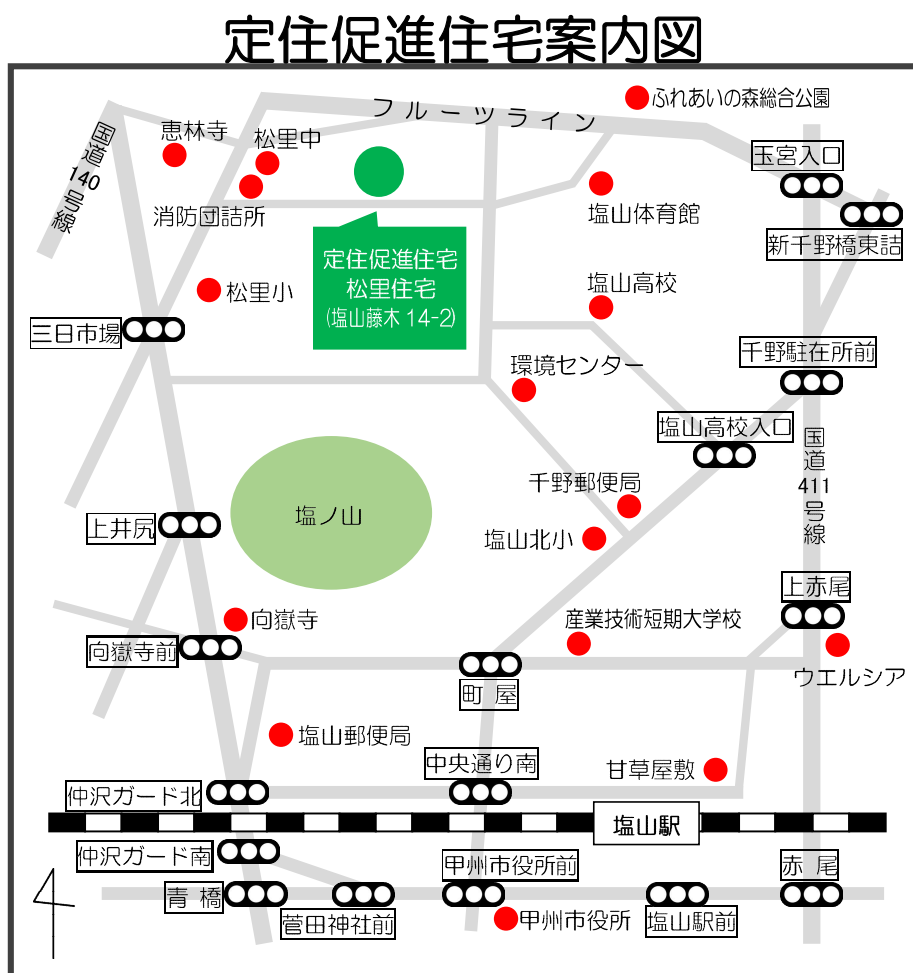 定住促進住宅案内図
ふれあいの森総合公園
フルーツライン
国道140号線
恵林寺
松里中
玉宮入口
消防団詰所
塩山体育館
新千野橋東詰
定住促進住宅
松里住宅
(塩山藤木14-2)
松里小
塩山高校
三日市場
千野駐在所前
環境センター
塩山高校入口
国道411号線
千野郵便局
塩ノ山
上井尻
塩山北小
上赤尾
向嶽寺
産業技術短期大学校
向嶽寺前
ウエルシア
町屋
塩山郵便局
中央通り南
甘草屋敷
仲沢ガード北
塩山駅
仲沢ガード南
甲州市役所前
赤尾
青橋
菅田神社前
甲州市役所
塩山駅前